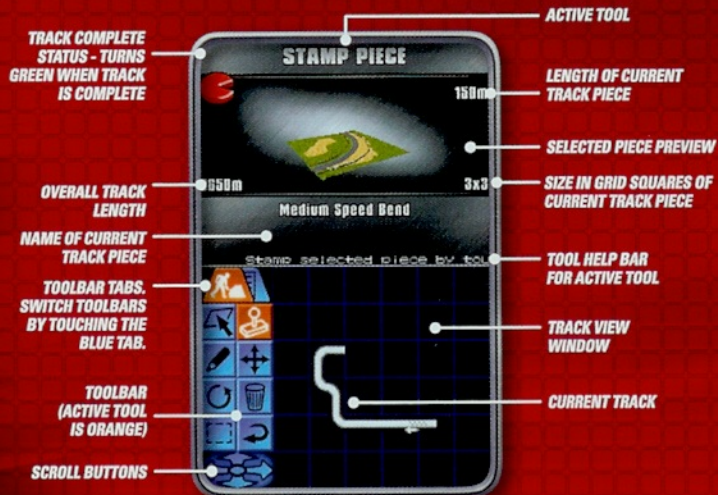 ACTIVE TOOL
TRACK COMPLETE
STATUS - TURNS
GREEN WHEN TRACK
IS COMPLETE
STAMP PIECE
LENGTH OF CURRENT
TRACK PIECE
150m
SELECTED PIECE PREVIEW
OVERALL TRACK
LENGTH
650m
3x3
SIZE IN GRID SQUARES OF
CURRENT TRACK PIECE
NAME OF CURRENT
TRACK PIECE
Medium Speed Bend
Stamp selected piece by tou
TOOL HELP BAR
FOR ACTIVE TOOL
TOOLBAR TABS.
SWITCH TOOLBARS
BY TOUCHING THE
BLUE TAB.
TRACK VIEW
WINDOW
TOOLBAR
(ACTIVE TOOL
IS ORANGE)
CURRENT TRACK
SCROLL BUTTONS